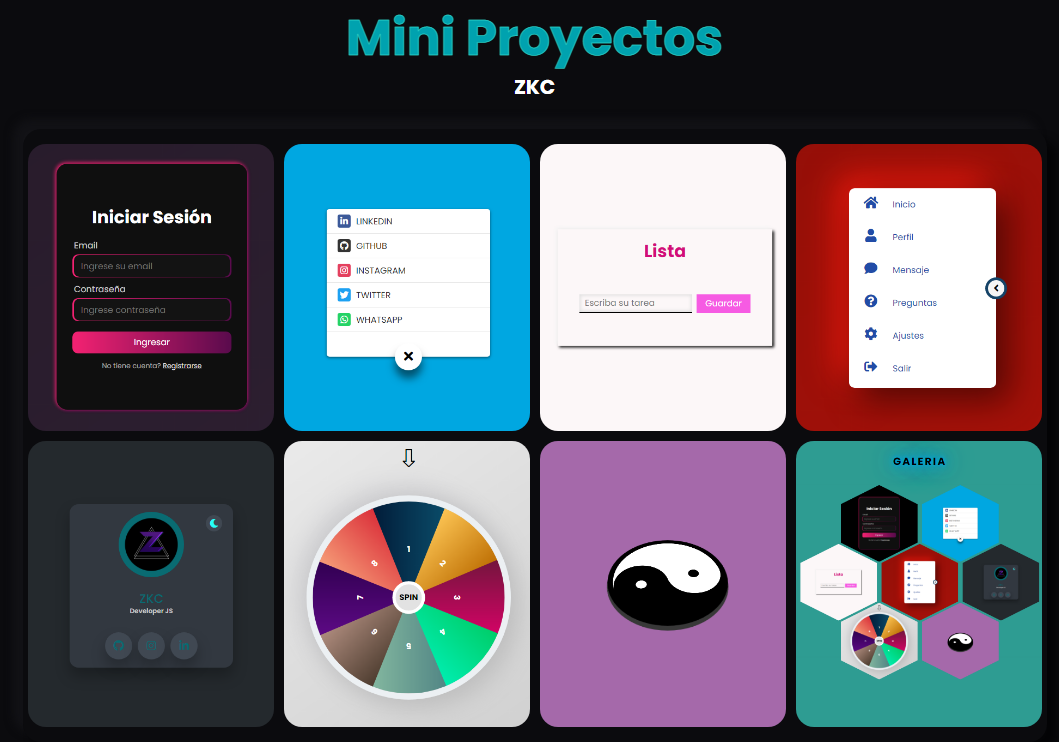 Mini Proyectos
ZKC
Iniciar Sesión
Email
Ingrese su email
Contraseña
Ingrese contraseña
Ingresar
No tiene cuenta? Registrarse
LINKEDIN
GITHUB
INSTAGRAM
TWITTER
WHATSAPP
Lista
Escriba su tarea
Guardar
Inicio
Perfil
Mensaje
Preguntas
Ajustes
Salir
ZKC
Developer JS
1
2
3
4
5
6
7
8
SPIN
GALERIA
Iniciar Sesión
Lista